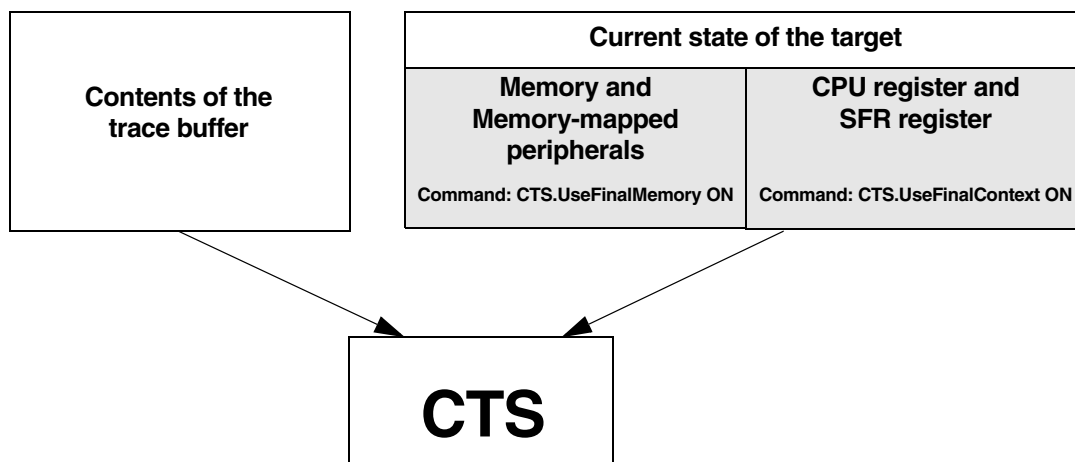 Contents of the
trace buffer
Current state of the target
Memory and
Memory-mapped
peripherals
Command: CTS.UseFinalMemory ON
CPU register and
SFR register
Command: CTS.UseFinalContext ON
CTS